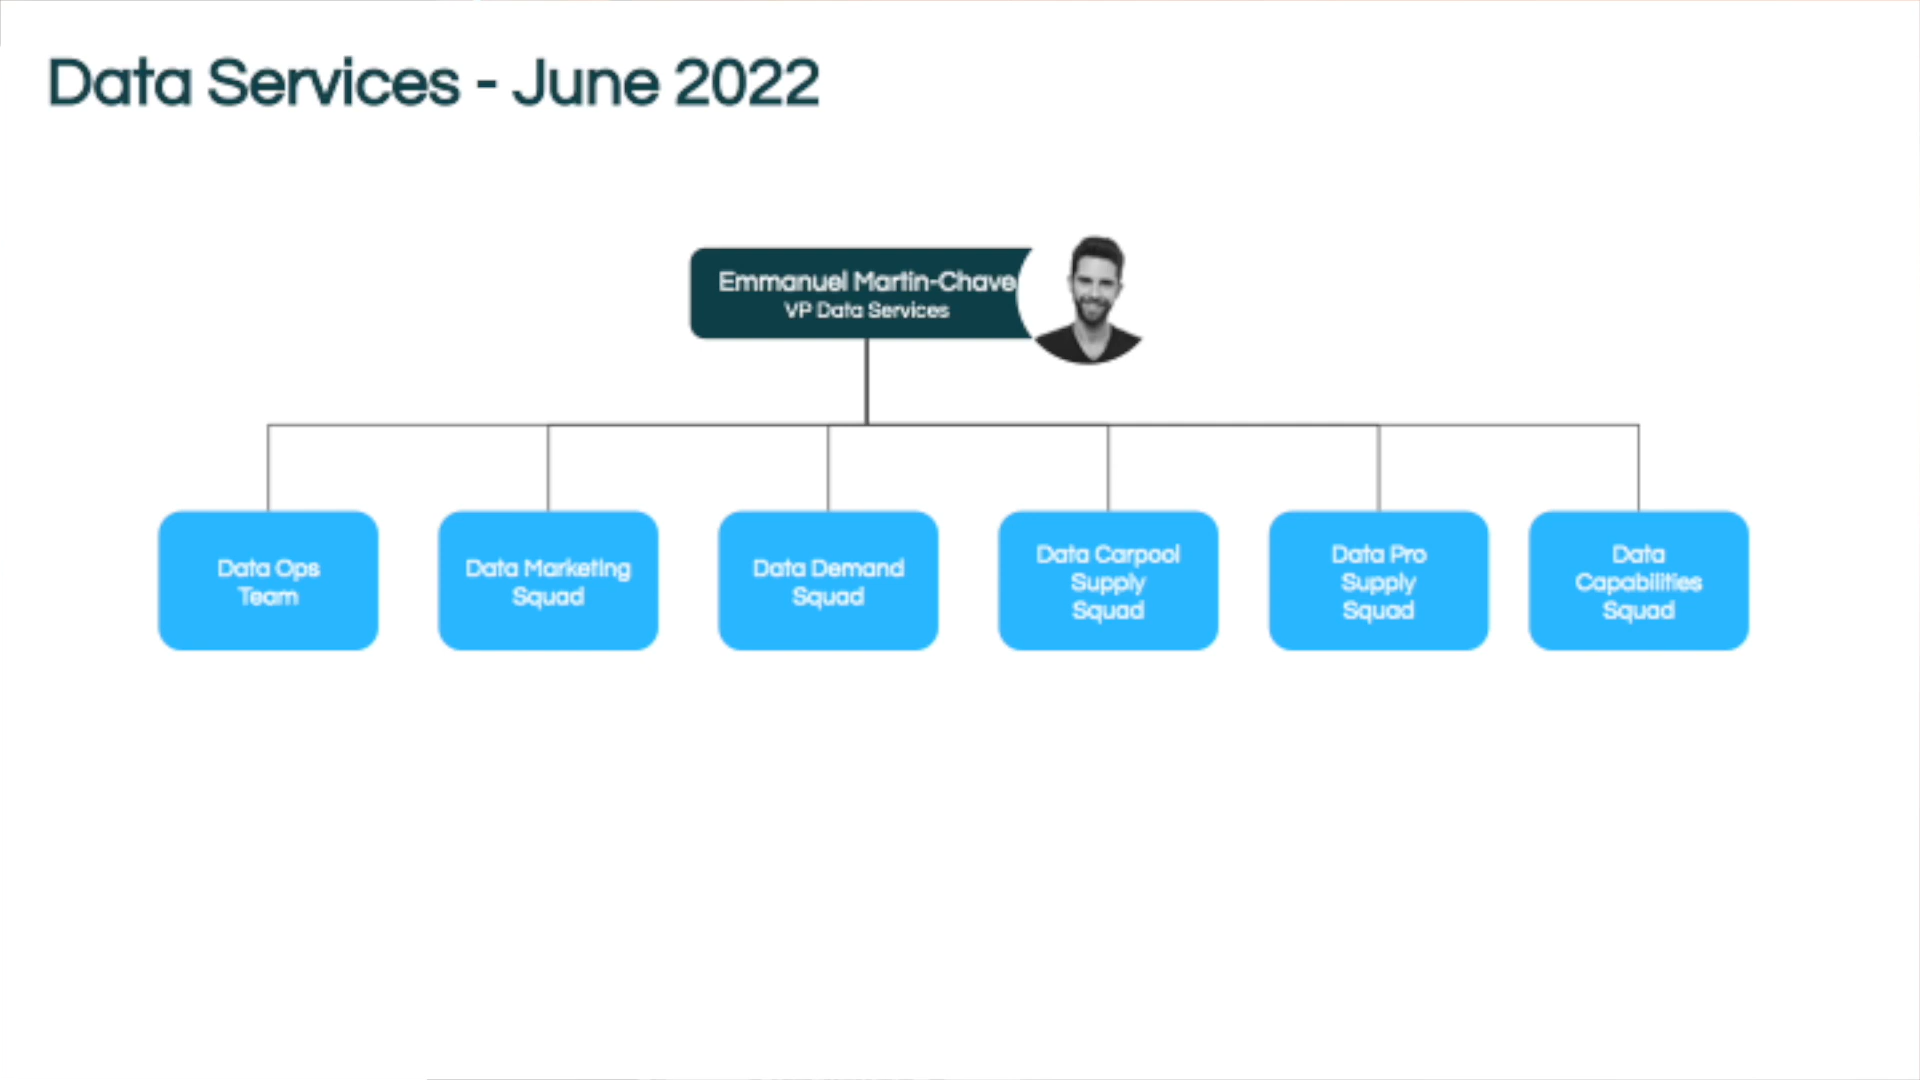 Data Services - June 2022
Emmanuel Martin-Chave
VP Data Services
Data Ops
Team
Data Marketing
Squad
Data Demand
Squad
Data Carpool
Supply
Squad
Data Pro
Supply
Squad
Data
Capabilities
Squad